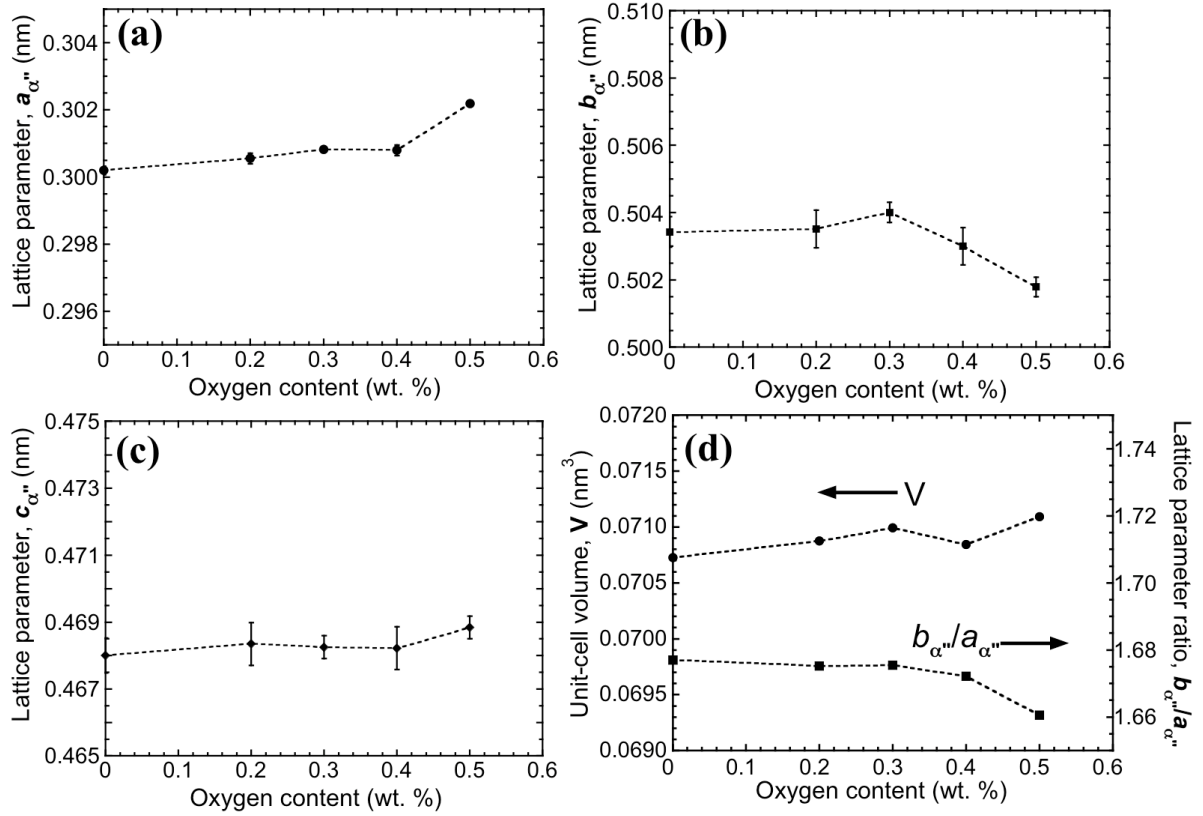 (a)
Lattice parameter, aα" (nm)
0.304
0.302
0.300
0.298
0.296
0 0.1 0.2 0.3 0.4 0.5 0.6
Oxygen content (wt. %)
(b)
Lattice parameter, bα" (nm)
0.510
0.508
0.506
0.504
0.502
0.500
0 0.1 0.2 0.3 0.4 0.5 0.6
Oxygen content (wt. %)
(c)
Lattice parameter, cα" (nm)
0.475
0.473
0.471
0.469
0.467
0.465
0 0.1 0.2 0.3 0.4 0.5 0.6
Oxygen content (wt. %)
(d)
Unit-cell volume, V (nm³)
0.0720
0.0715
0.0710
0.0705
0.0700
0.0695
0.0690
V
bα"/aα"
1.74
1.720
1.70
1.680
1.66
Lattice parameter ratio, bα"/aα"
0 0.1 0.2 0.3 0.4 0.5 0.6
Oxygen content (wt. %)